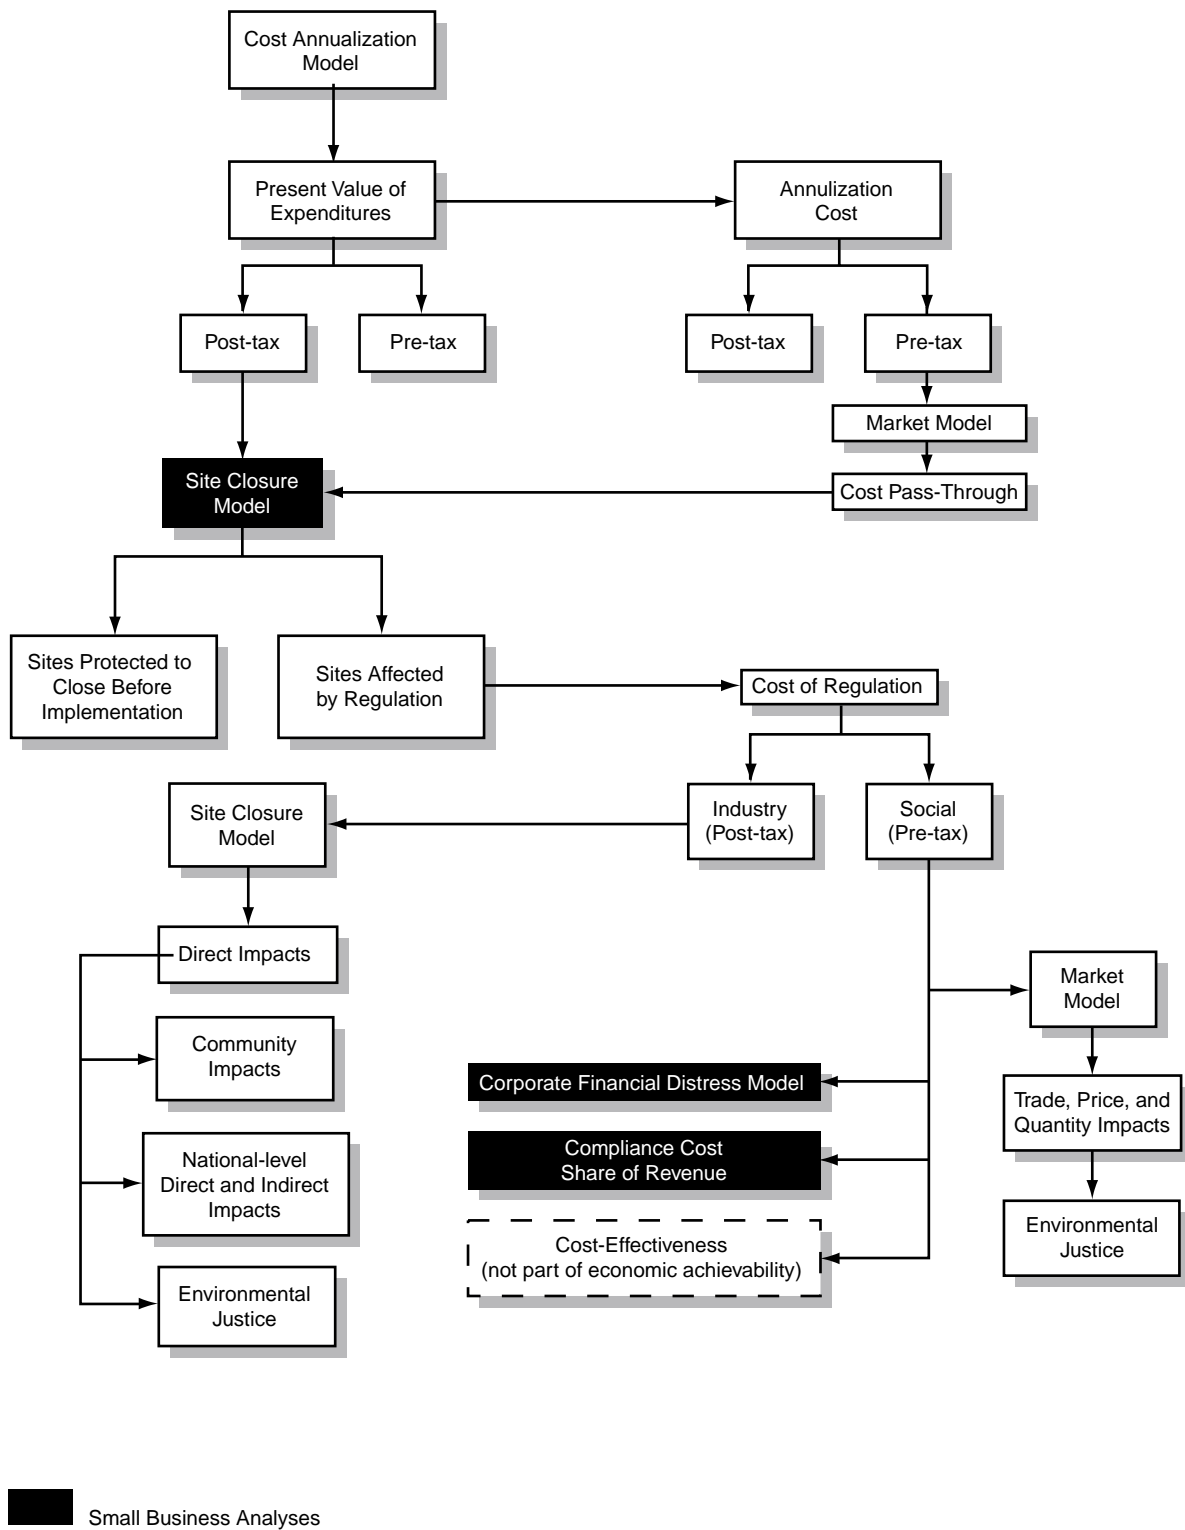 Cost Annualization
Model
Present Value of
Expenditures
Annulization
Cost
Post-tax
Pre-tax
Post-tax
Pre-tax
Market Model
Site Closure
Model
Cost Pass-Through
Sites Protected to
Close Before
Implementation
Sites Affected
by Regulation
Cost of Regulation
Site Closure
Model
Industry
(Post-tax)
Social
(Pre-tax)
Direct Impacts
Market
Model
Community
Impacts
Corporate Financial Distress Model
Trade, Price, and
Quantity Impacts
National-level
Direct and Indirect
Impacts
Compliance Cost
Share of Revenue
Cost-Effectiveness
(not part of economic achievability)
Environmental
Justice
Environmental
Justice
Small Business Analyses